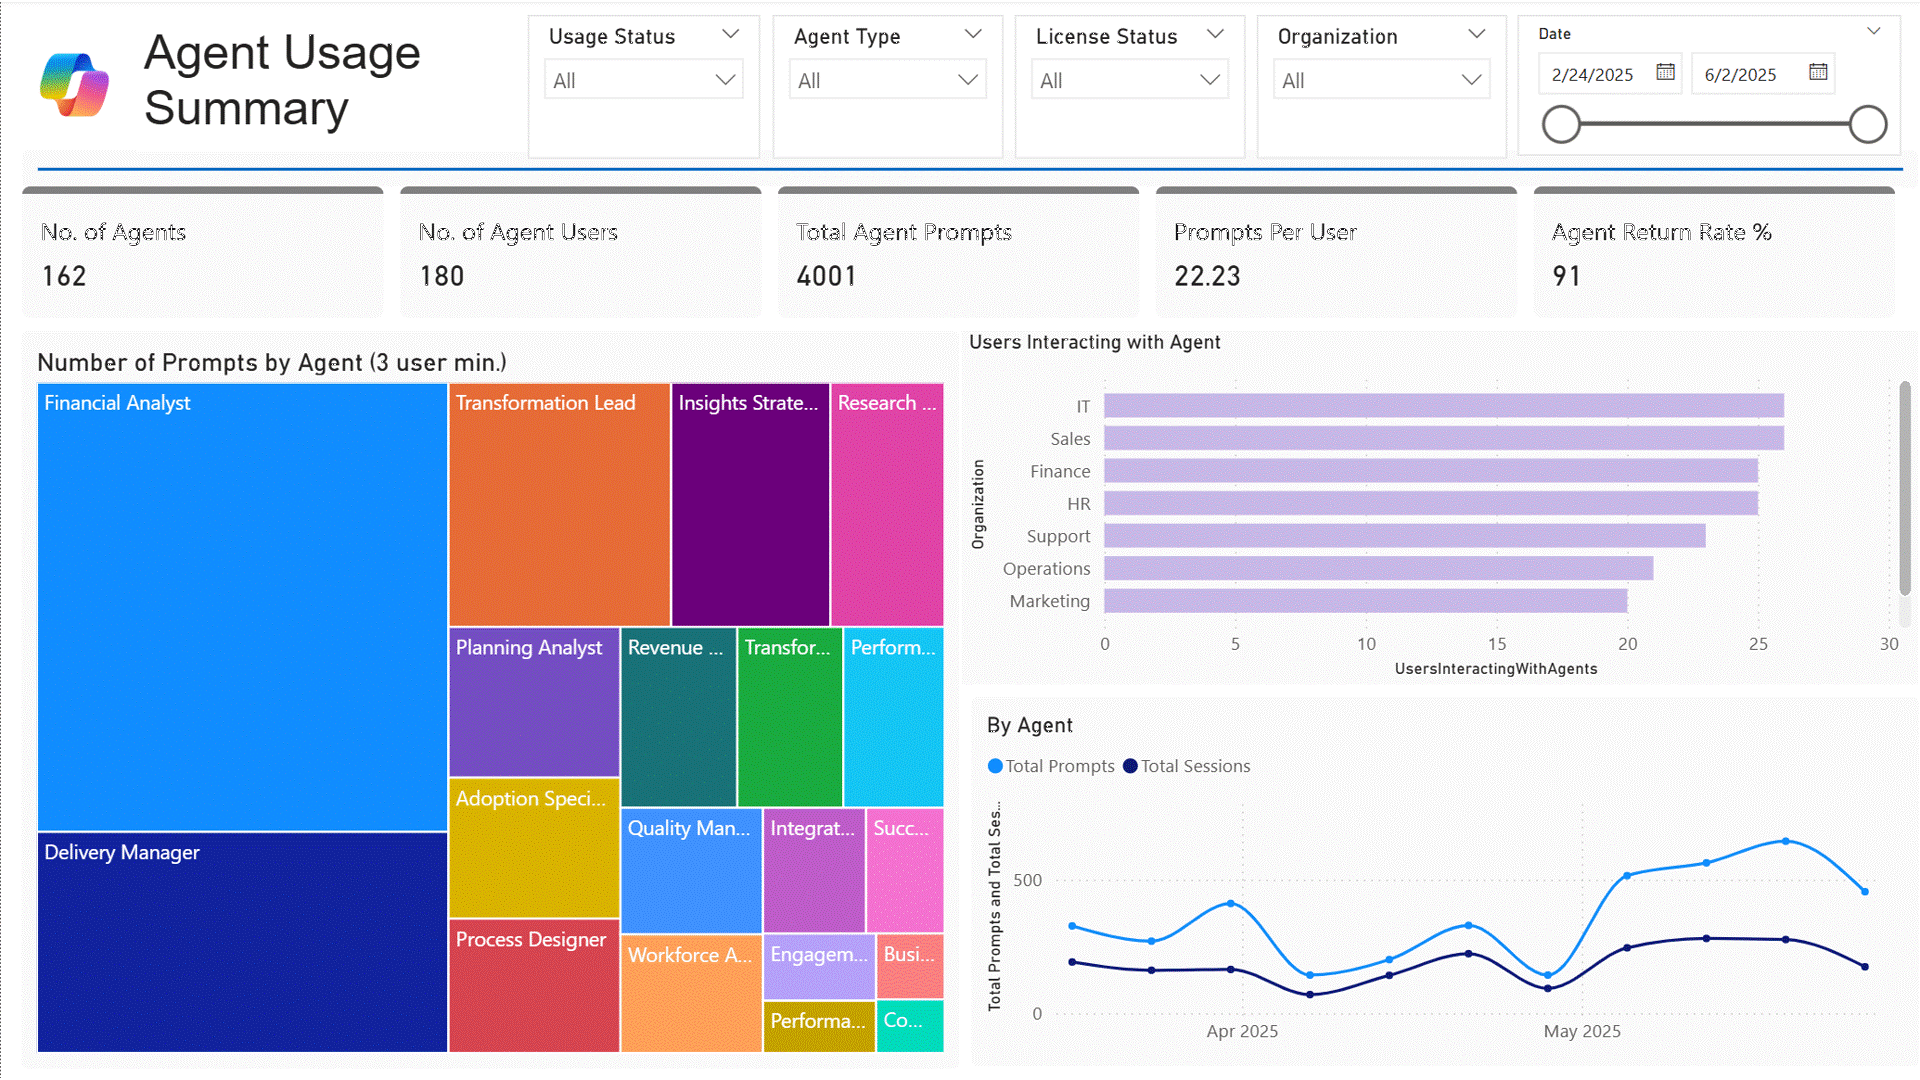 Agent Usage
Summary
Usage Status
All
Agent Type
All
License Status
All
Organization
All
Date
2/24/2025
6/2/2025
No. of Agents
162
No. of Agent Users
180
Total Agent Prompts
4001
Prompts Per User
22.23
Agent Return Rate %
91
Number of Prompts by Agent (3 user min.)
Financial Analyst
Delivery Manager
Transformation Lead
Insights Strate...
Research ...
Planning Analyst
Revenue ...
Transfor...
Perform...
Adoption Speci...
Quality Man...
Integrat...
Succ...
Process Designer
Workforce A...
Engagem...
Busi...
Performa...
Co...
Users Interacting with Agent
Organization
IT
Sales
Finance
HR
Support
Operations
Marketing
0 5 10 15 20 25 30
UsersInteractingWithAgents
By Agent
Total Prompts Total Sessions
Total Prompts and Total Ses...
500
0
Apr 2025 May 2025